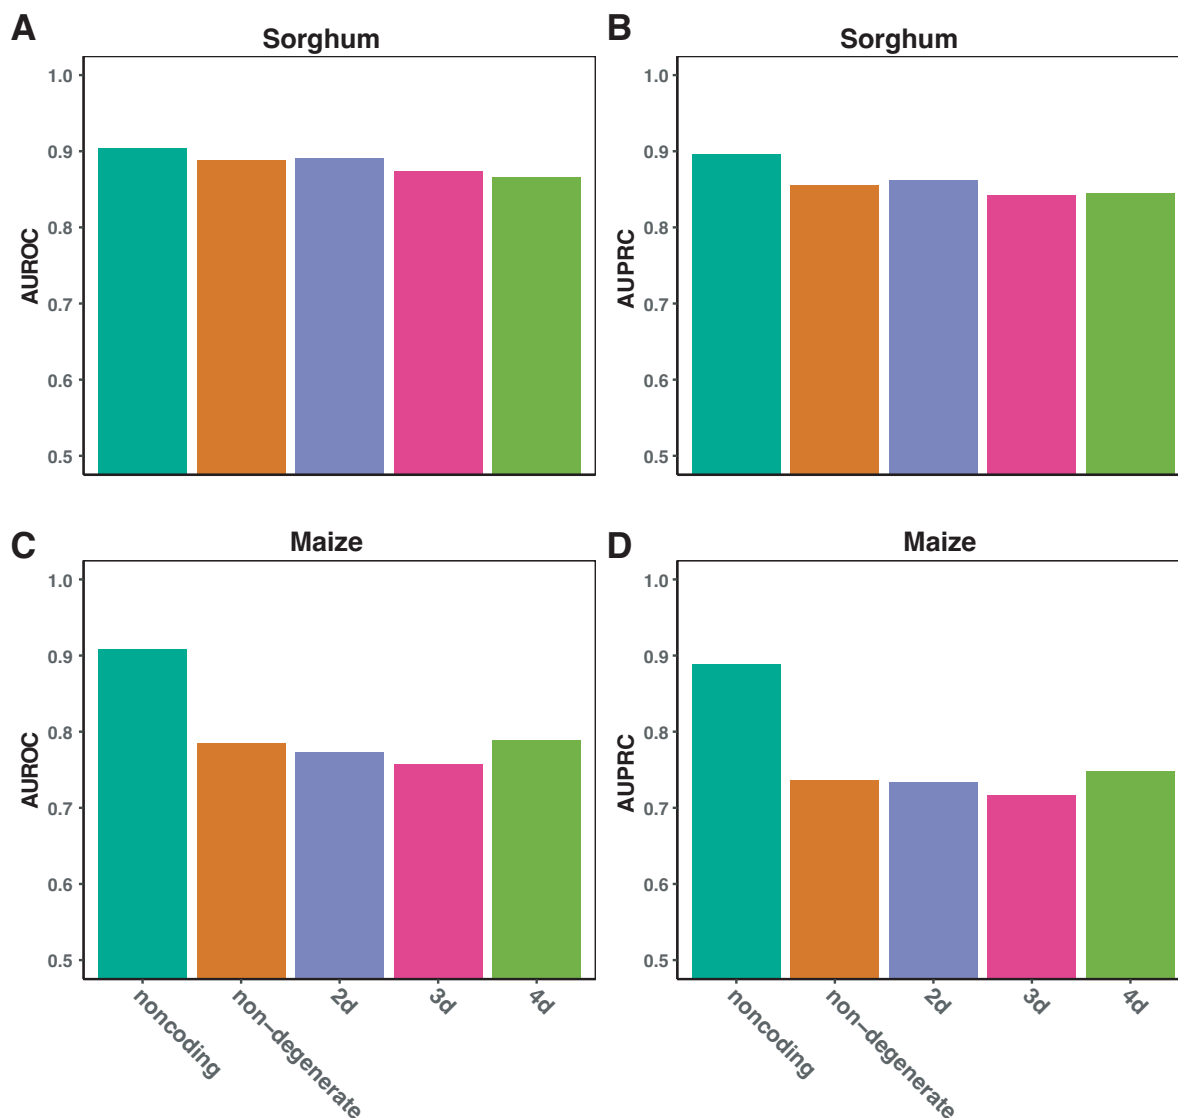 A
Sorghum
AUROC
1.0
0.9
0.8
0.7
0.6
0.5
B
Sorghum
AUPRC
1.0
0.9
0.8
0.7
0.6
0.5
C
Maize
AUROC
1.0
0.9
0.8
0.7
0.6
0.5
noncoding
non-degenerate
2d
3d
4d
D
Maize
AUPRC
1.0
0.9
0.8
0.7
0.6
0.5
noncoding
non-degenerate
2d
3d
4d